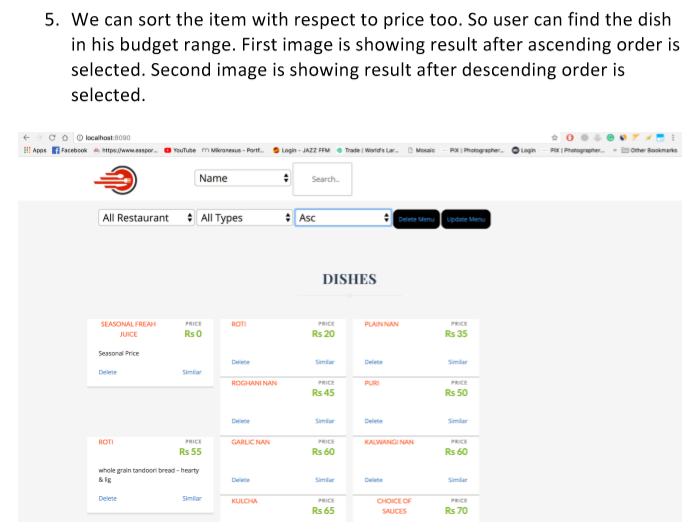 5. We can sort the item with respect to price too. So user can find the dish
in his budget range. First image is showing result after ascending order is
selected. Second image is showing result after descending order is
selected.
localhost:8090
Apps Facebook https://www.easpor... YouTube Mikronexus - Portf... Login - JAZZ FFM Trade | World's Lar... Mosaic PIX | Photographer... Login PIX | Photographer... Other Bookmarks
Name Search..
All Restaurant All Types Asc Delete Menu Update Menu
DISHES
SEASONAL FREAH PRICE ROTI PRICE PLAIN NAN PRICE
JUICE Rs 0 Rs 20 Rs 35
Seasonal Price
Delete Similar Delete Similar
Delete Similar
ROGHANI NAN PRICE PURI PRICE
Rs 45 Rs 50
Delete Similar Delete Similar
ROTI PRICE GARLIC NAN PRICE KALWANGI NAN PRICE
Rs 55 Rs 60 Rs 60
whole grain tandoori bread – hearty
& Delete Similar Delete Similar
Delete Similar KULCHA PRICE CHOICE OF PRICE
Rs 65 SAUCES Rs 70